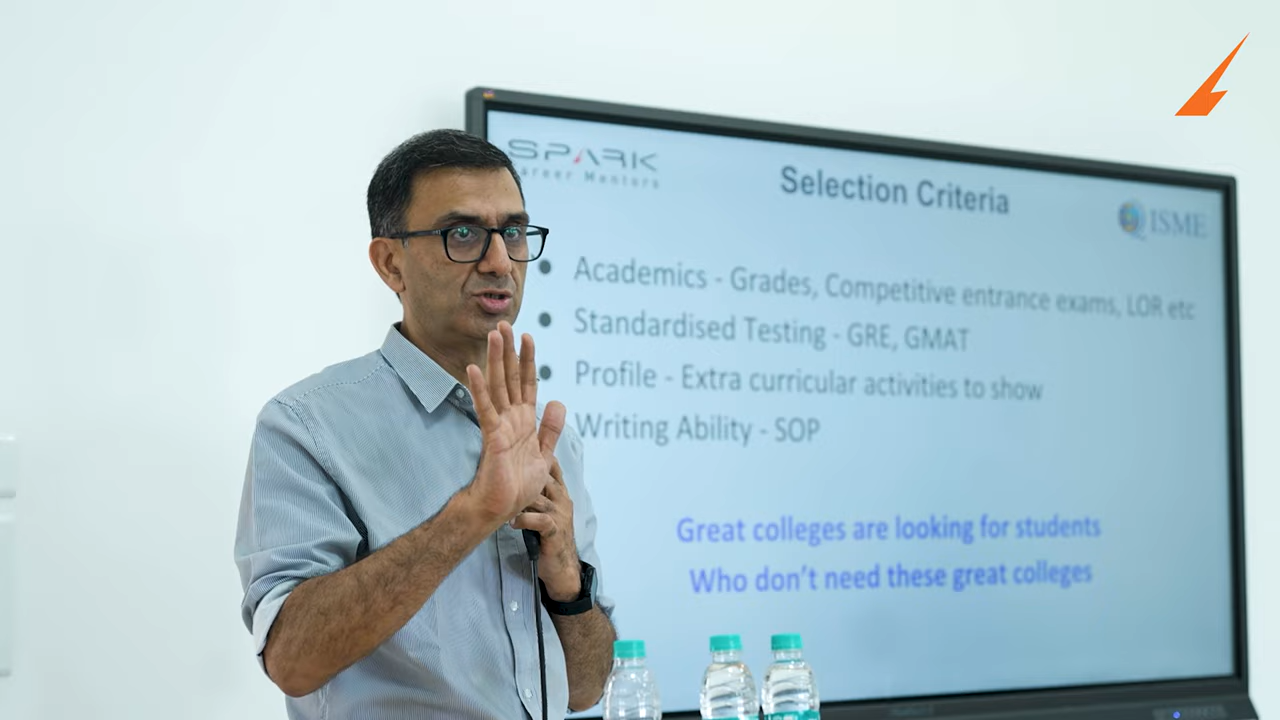 SPARK
Career Mentors
Selection Criteria
ISME
Academics - Grades, Competitive entrance exams, LOR etc
Standardised Testing - GRE, GMAT
Profile - Extra curricular activities to show
Writing Ability - SOP
Great colleges are looking for students
Who don't need these great colleges